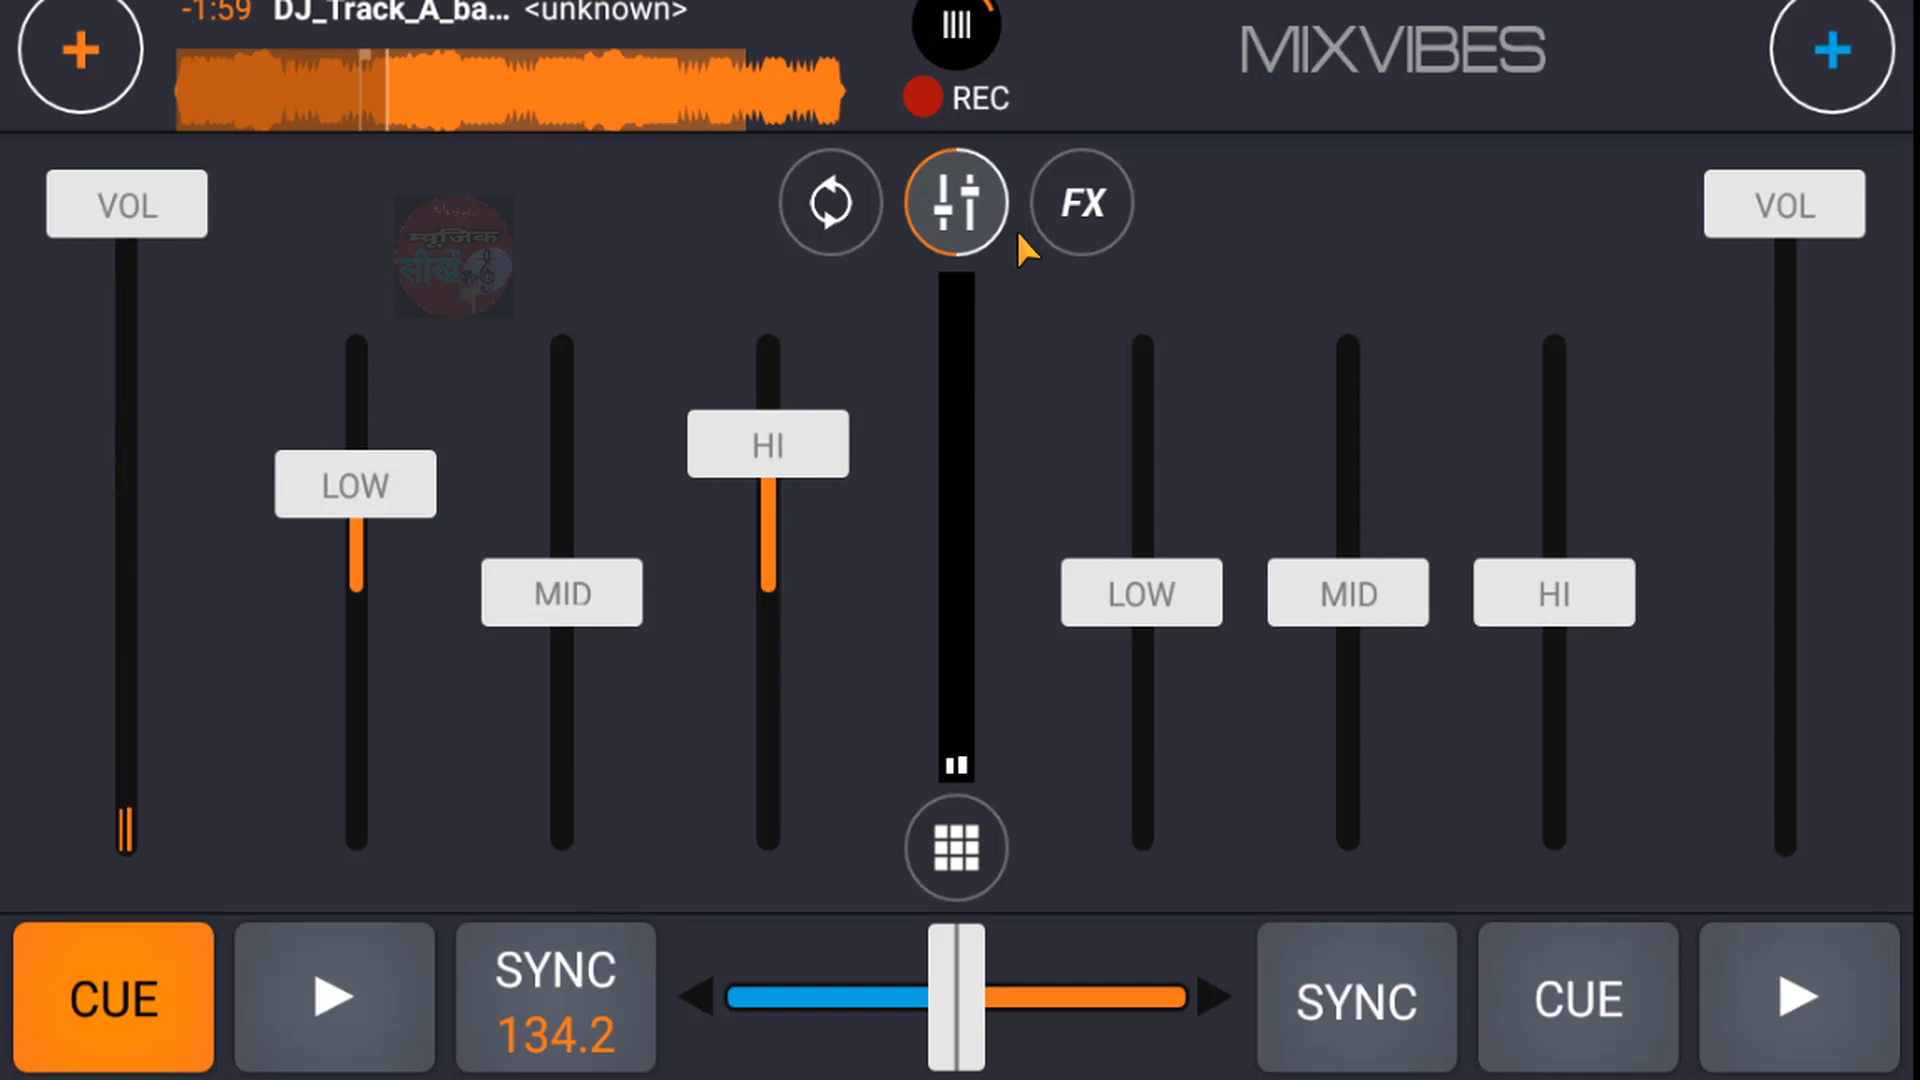 -1:59 DJ_Track_A_ba... <unknown>
MIXVIBES
REC
VOL
FX
VOL
म्यूजिक
सीखें
HI
LOW
MID
LOW
MID
HI
CUE
SYNC
134.2
SYNC
CUE